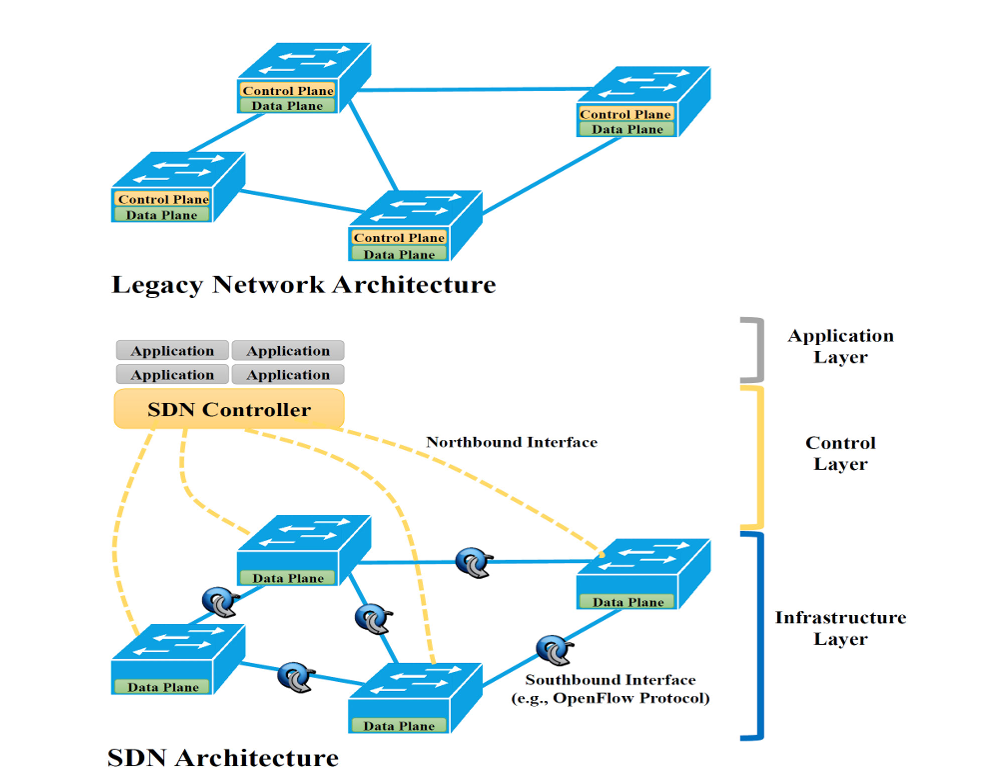 Control Plane
Data Plane
Control Plane
Data Plane
Control Plane
Data Plane
Control Plane
Data Plane
Legacy Network Architecture
Application
Layer
Application Application
Application Application
SDN Controller
Northbound Interface
Control
Layer
Data Plane
Data Plane
Infrastructure
Layer
Data Plane
Southbound Interface
(e.g., OpenFlow Protocol)
Data Plane
SDN Architecture